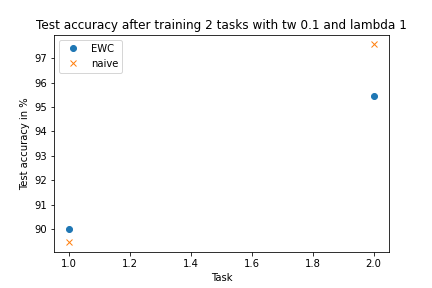 Test accuracy after training 2 tasks with tw 0.1 and lambda 1
EWC
naive
97
96
95
94
93
92
91
90
Test accuracy in %
1.0 1.2 1.4 1.6 1.8 2.0
Task